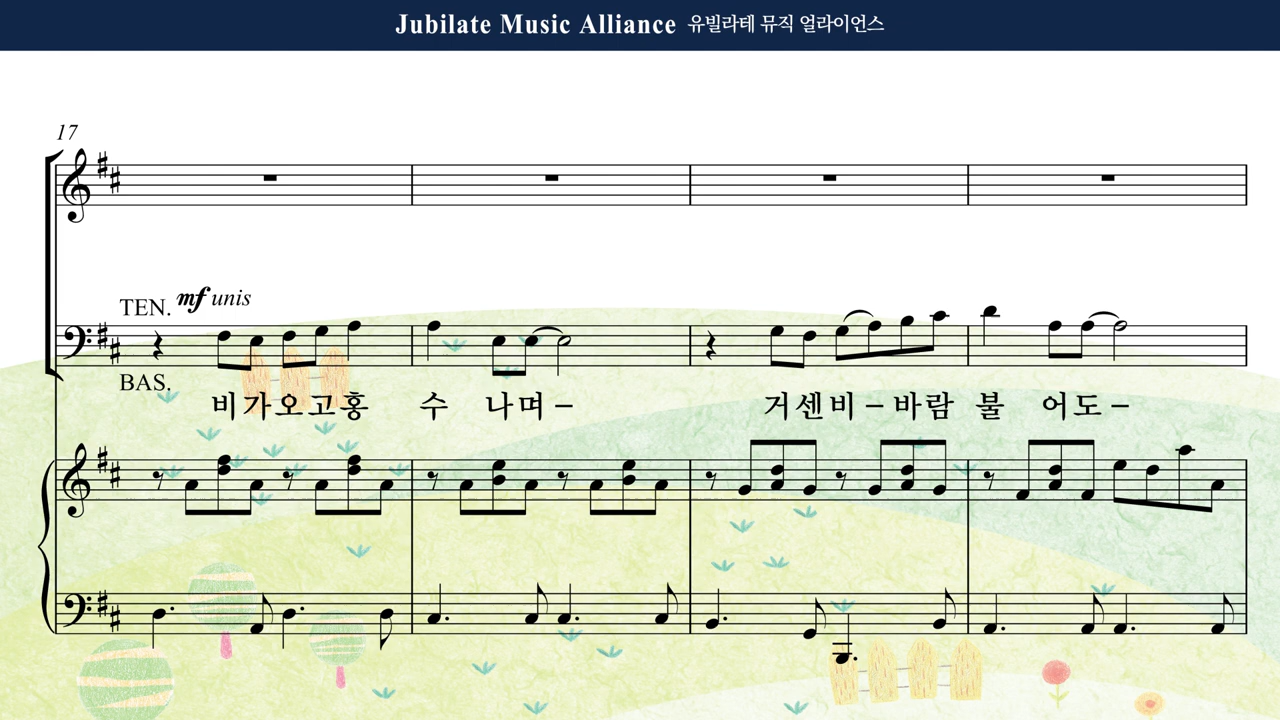 Jubilate Music Alliance 유빌라테 뮤직 얼라이언스
17
TEN. mf unis
BAS.
비가오고홍 수 나며– 거센비–바람 불 어도–